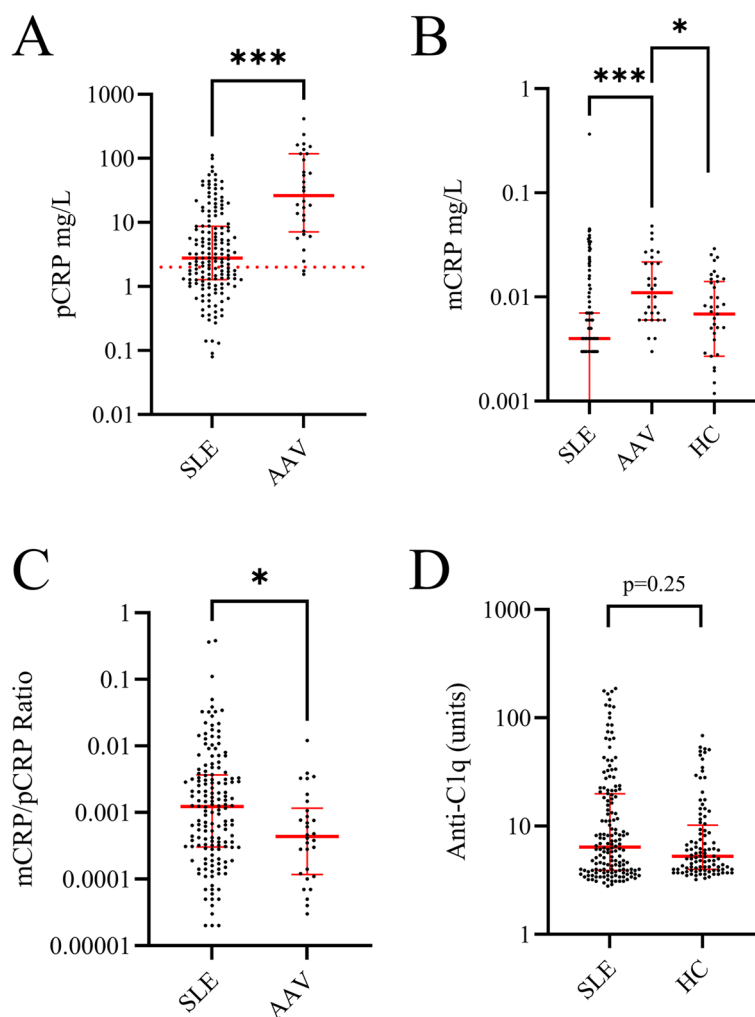 A
***
pCRP mg/L
1000
100
10
1
0.1
0.01
SLE
AAV
B
*
***
mCRP mg/L
1
0.1
0.01
0.001
SLE
AAV
HC
C
*
mCRP/pCRP Ratio
1
0.1
0.01
0.001
0.0001
0.00001
SLE
AAV
D
p=0.25
Anti-C1q (units)
1000
100
10
1
SLE
HC